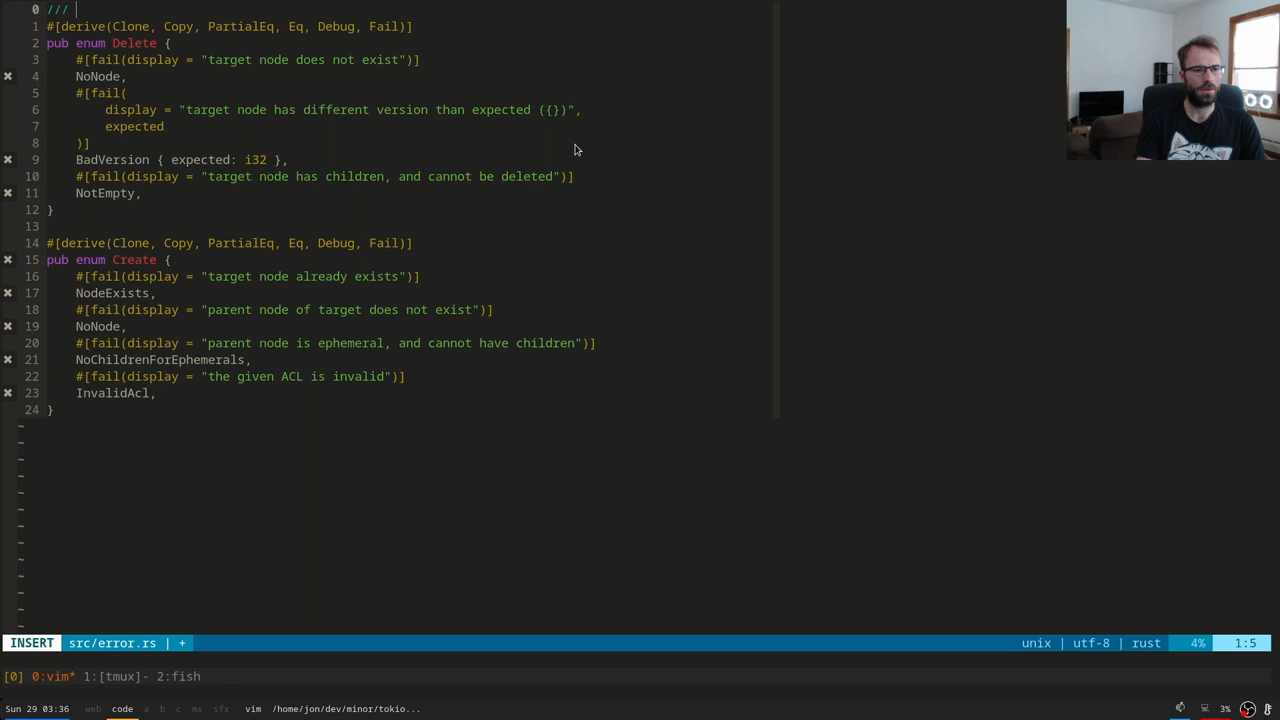 0 ///
1 #[derive(Clone, Copy, PartialEq, Eq, Debug, Fail)]
2 pub enum Delete {
3     #[fail(display = "target node does not exist")]
✖ 4     NoNode,
5     #[fail(
6         display = "target node has different version than expected ({})",
7         expected
8     )]
✖ 9     BadVersion { expected: i32 },
10     #[fail(display = "target node has children, and cannot be deleted")]
✖ 11     NotEmpty,
12 }
13
14 #[derive(Clone, Copy, PartialEq, Eq, Debug, Fail)]
✖ 15 pub enum Create {
16     #[fail(display = "target node already exists")]
✖ 17     NodeExists,
18     #[fail(display = "parent node of target does not exist")]
✖ 19     NoNode,
20     #[fail(display = "parent node is ephemeral, and cannot have children")]
✖ 21     NoChildrenForEphemerals,
22     #[fail(display = "the given ACL is invalid")]
✖ 23     InvalidAcl,
24 }
~
~
~
~
~
~
~
~
~
~
~
~
~
INSERT src/error.rs | + unix | utf-8 | rust 4% 1:5
[0] 0:vim* 1:[tmux]- 2:fish
Sun 29 03:36 web code a b c mx sfx vim /home/jon/dev/minor/tokio... 3%